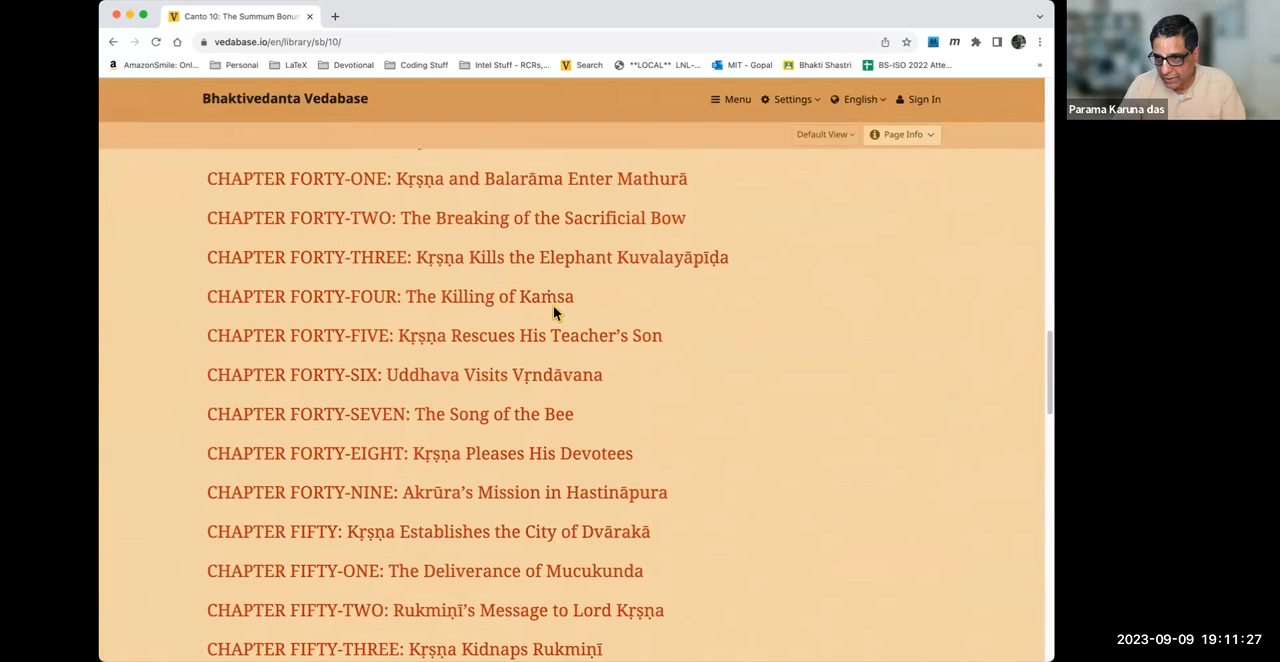 Canto 10: The Summum Bonu
vedabase.io/en/library/sb/10/
AmazonSmile: Onl... Personal LaTeX Devotional Coding Stuff Intel Stuff - RCRs,... Search **LOCAL** LNL-... MIT - Gopal Bhakti Shastri BS-ISO 2022 Atte... »
Bhaktivedanta Vedabase Menu Settings English Sign In
Default View Page Info
CHAPTER FORTY-ONE: Kṛṣṇa and Balarāma Enter Mathurā
CHAPTER FORTY-TWO: The Breaking of the Sacrificial Bow
CHAPTER FORTY-THREE: Kṛṣṇa Kills the Elephant Kuvalayāpīḍa
CHAPTER FORTY-FOUR: The Killing of Kaṁsa
CHAPTER FORTY-FIVE: Kṛṣṇa Rescues His Teacher’s Son
CHAPTER FORTY-SIX: Uddhava Visits Vṛndāvana
CHAPTER FORTY-SEVEN: The Song of the Bee
CHAPTER FORTY-EIGHT: Kṛṣṇa Pleases His Devotees
CHAPTER FORTY-NINE: Akrūra’s Mission in Hastināpura
CHAPTER FIFTY: Kṛṣṇa Establishes the City of Dvārakā
CHAPTER FIFTY-ONE: The Deliverance of Mucukunda
CHAPTER FIFTY-TWO: Rukmiṇī’s Message to Lord Kṛṣṇa
CHAPTER FIFTY-THREE: Kṛṣṇa Kidnaps Rukmiṇī
Parama Karuna das
2023-09-09 19:11:27